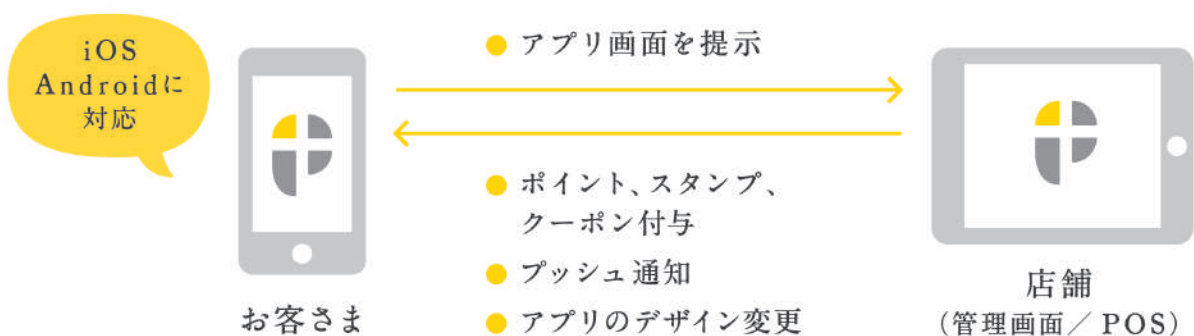 iOS
Androidに
対応
アプリ画面を提示
ポイント、スタンプ、
クーポン付与
プッシュ通知
アプリのデザイン変更
お客さま
店舗
（管理画面／POS）